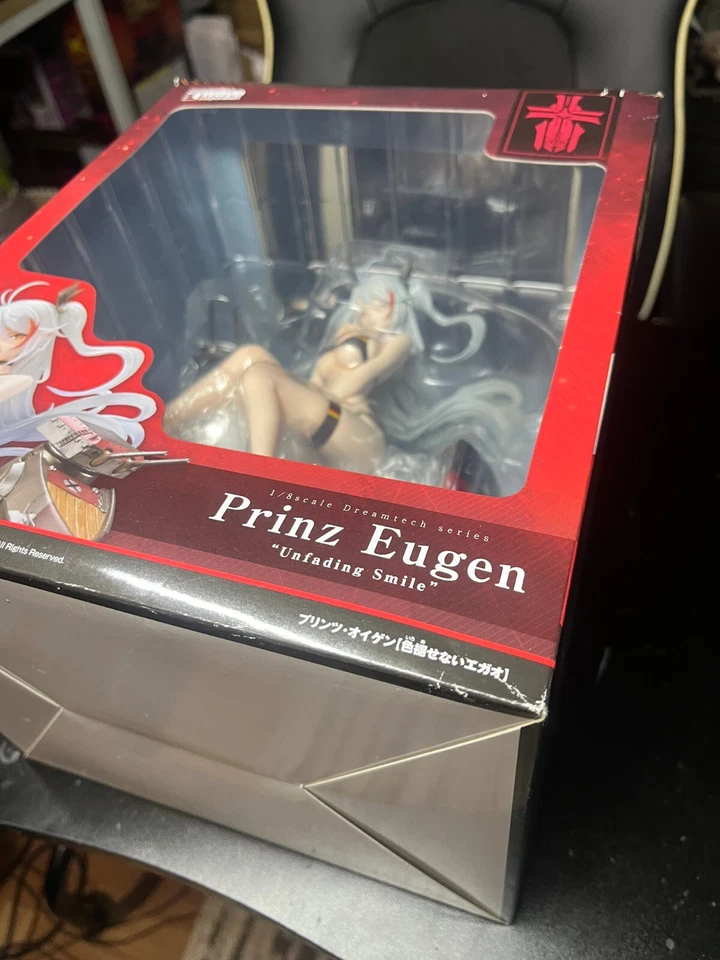 1/8scale Dreamtech series
Prinz Eugen
“Unfading Smile”
All Rights Reserved.
プリンツ・オイゲン[色褪せないエガオ]